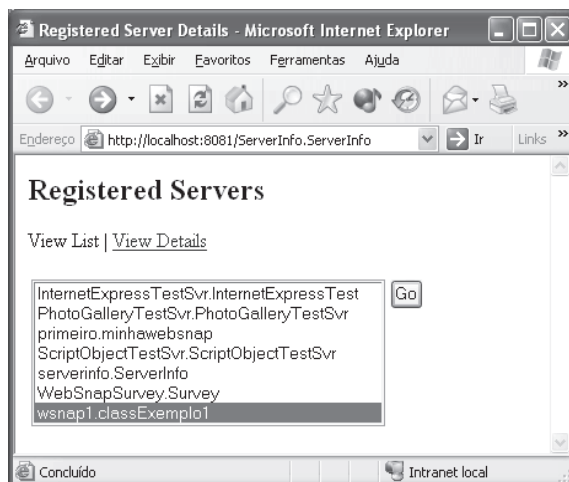 Registered Server Details - Microsoft Internet Explorer
Arquivo Editar Exibir Favoritos Ferramentas Ajuda »
»
Endereço http://localhost:8081/ServerInfo.ServerInfo Ir Links »
Registered Servers
View List | View Details
InternetExpressTestSvr.InternetExpressTest Go
PhotoGalleryTestSvr.PhotoGalleryTestSvr
primeiro.minhawebsnap
ScriptObjectTestSvr.ScriptObjectTestSvr
serverinfo.ServerInfo
WebSnapSurvey.Survey
wsnap1.classExemplo1
Concluído Intranet local